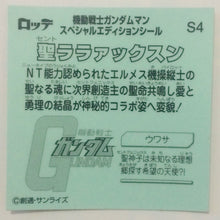 ロッテ
機動戦士ガンダムマン
スペシャルエディションシール
S4
セント
聖ララァックスン
NT能力認められたエルメス機操縦士の
聖なる魂に次界創造主の聖命共鳴し愛と
勇理の結晶が神秘的コラボ姿へ変幻!
機動戦士
ガンダム
GUNDAM
ウワサ
聖神子は未知なる理想
郷探す希望の天使?!
©創通・サンライズ